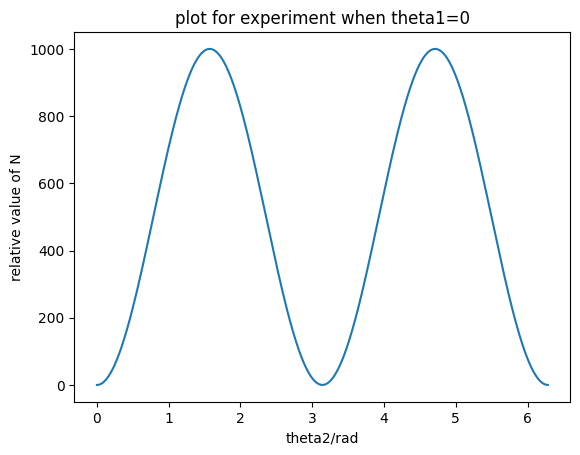 plot for experiment when theta1=0
relative value of N
1000
800
600
400
200
0
0 1 2 3 4 5 6
theta2/rad